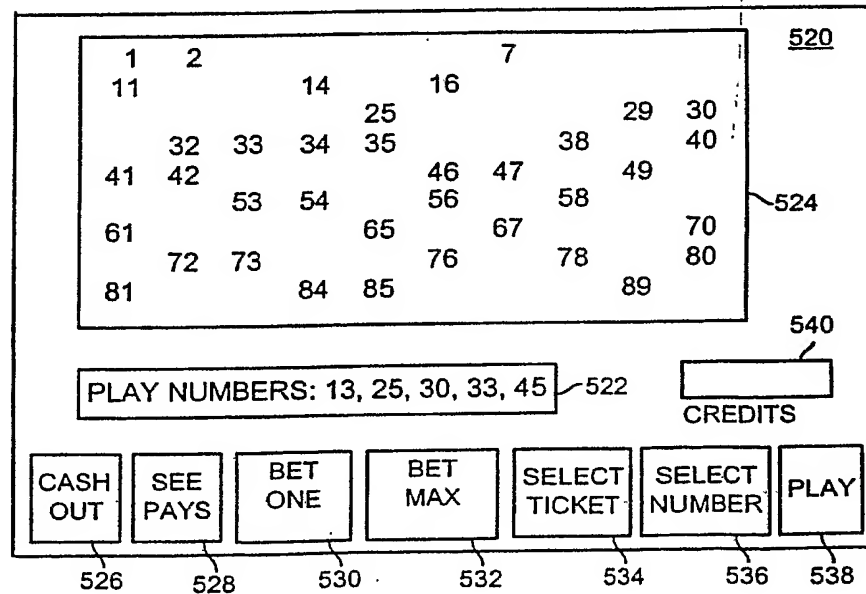 520
1 2 7
11 14 16
25 29 30
32 33 34 35 38 40
41 42 46 47 49
53 54 56 58
524
61 65 67 70
72 73 76 78 80
81 84 85 89
540
PLAY NUMBERS: 13, 25, 30, 33, 45
522
CREDITS
CASH OUT
SEE PAYS
BET ONE
BET MAX
SELECT TICKET
SELECT NUMBER
PLAY
526 528 530 532 534 536 538